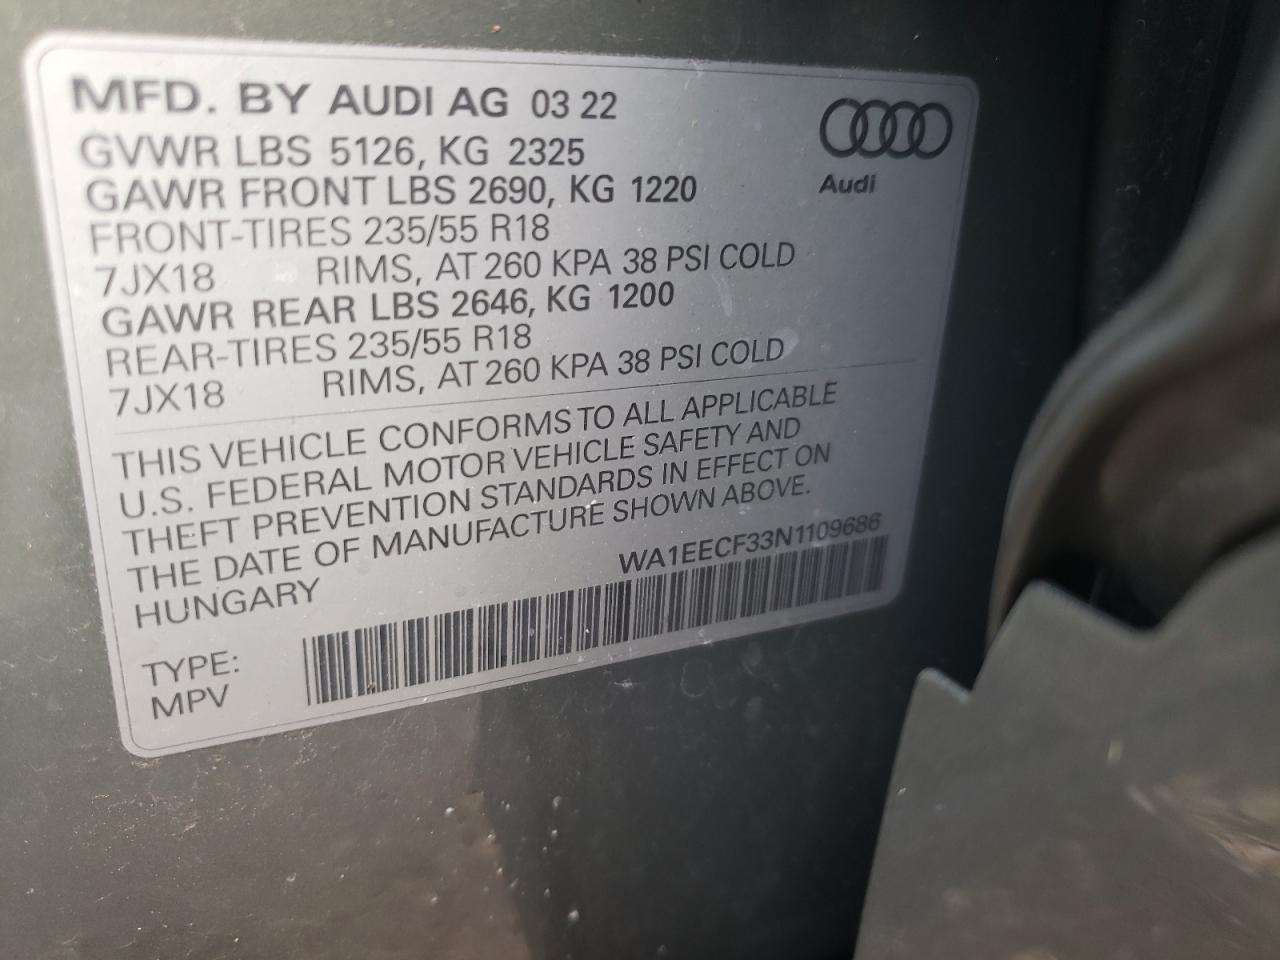 MFD. BY AUDI AG 03 22
GVWR LBS 5126, KG 2325
GAWR FRONT LBS 2690, KG 1220
FRONT-TIRES 235/55 R18
7JX18 RIMS, AT 260 KPA 38 PSI COLD
GAWR REAR LBS 2646, KG 1200
REAR-TIRES 235/55 R18
7JX18 RIMS, AT 260 KPA 38 PSI COLD
Audi
THIS VEHICLE CONFORMS TO ALL APPLICABLE
U.S. FEDERAL MOTOR VEHICLE SAFETY AND
THEFT PREVENTION STANDARDS IN EFFECT ON
THE DATE OF MANUFACTURE SHOWN ABOVE.
HUNGARY
WA1EECF33N1109686
TYPE:
MPV